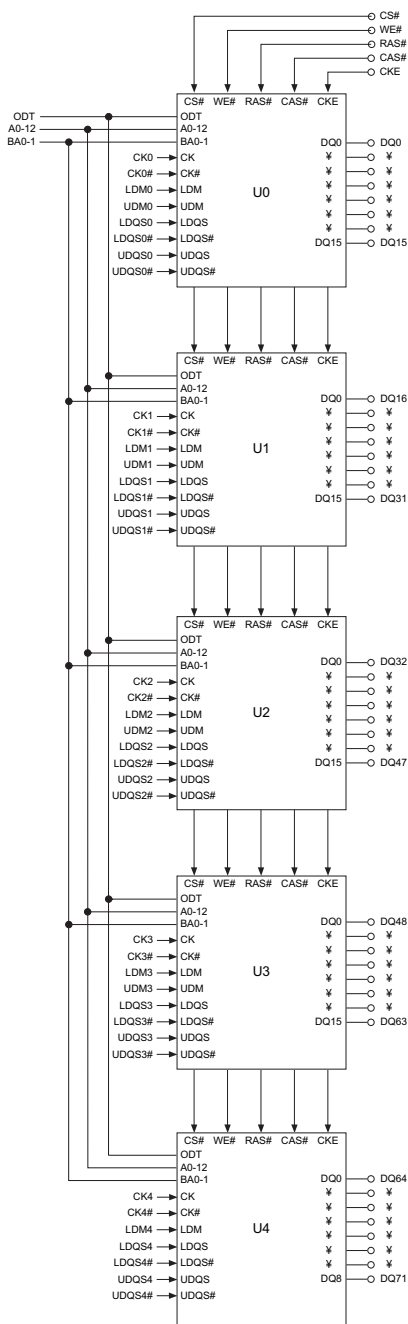 CS#
WE#
RAS#
CAS#
CKE
CS# WE# RAS# CAS# CKE
ODT ODT
A0-12 A0-12
BA0-1 BA0-1 DQ0 DQ0
CK0 CK ¥ ¥
CK0# CK# ¥ ¥
LDM0 LDM ¥ ¥
UDM0 UDM U0 ¥ ¥
LDQS0 LDQS ¥ ¥
LDQS0# LDQS# ¥ ¥
UDQS0 UDQS DQ15 DQ15
UDQS0# UDQS#
CS# WE# RAS# CAS# CKE
ODT
A0-12
BA0-1 DQ0 DQ16
CK1 CK ¥ ¥
CK1# CK# ¥ ¥
LDM1 LDM ¥ ¥
UDM1 UDM U1 ¥ ¥
LDQS1 LDQS ¥ ¥
LDQS1# LDQS# ¥ ¥
UDQS1 UDQS DQ15 DQ31
UDQS1# UDQS#
CS# WE# RAS# CAS# CKE
ODT
A0-12
BA0-1 DQ0 DQ32
CK2 CK ¥ ¥
CK2# CK# ¥ ¥
LDM2 LDM ¥ ¥
UDM2 UDM U2 ¥ ¥
LDQS2 LDQS ¥ ¥
LDQS2# LDQS# ¥ ¥
UDQS2 UDQS DQ15 DQ47
UDQS2# UDQS#
CS# WE# RAS# CAS# CKE
ODT
A0-12
BA0-1 DQ0 DQ48
CK3 CK ¥ ¥
CK3# CK# ¥ ¥
LDM3 LDM ¥ ¥
UDM3 UDM U3 ¥ ¥
LDQS3 LDQS ¥ ¥
LDQS3# LDQS# ¥ ¥
UDQS3 UDQS DQ15 DQ63
UDQS3# UDQS#
CS# WE# RAS# CAS# CKE
ODT
A0-12
BA0-1 DQ0 DQ64
CK4 CK ¥ ¥
CK4# CK# ¥ ¥
LDM4 LDM U4 ¥ ¥
LDQS4 LDQS ¥ ¥
LDQS4# LDQS# ¥ ¥
UDQS4 UDQS ¥ ¥
UDQS4# UDQS# DQ8 DQ71